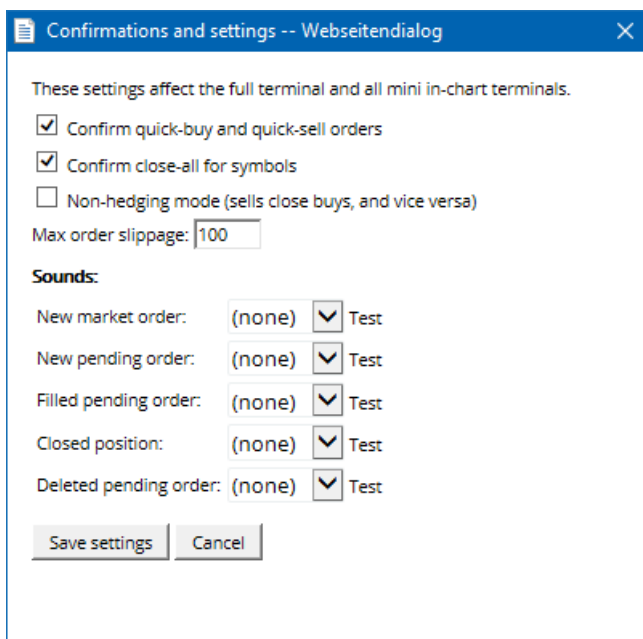 Confirmations and settings -- Webseitendialog
These settings affect the full terminal and all mini in-chart terminals.
Confirm quick-buy and quick-sell orders
Confirm close-all for symbols
Non-hedging mode (sells close buys, and vice versa)
Max order slippage: 100
Sounds:
New market order: (none) Test
New pending order: (none) Test
Filled pending order: (none) Test
Closed position: (none) Test
Deleted pending order: (none) Test
Save settings Cancel